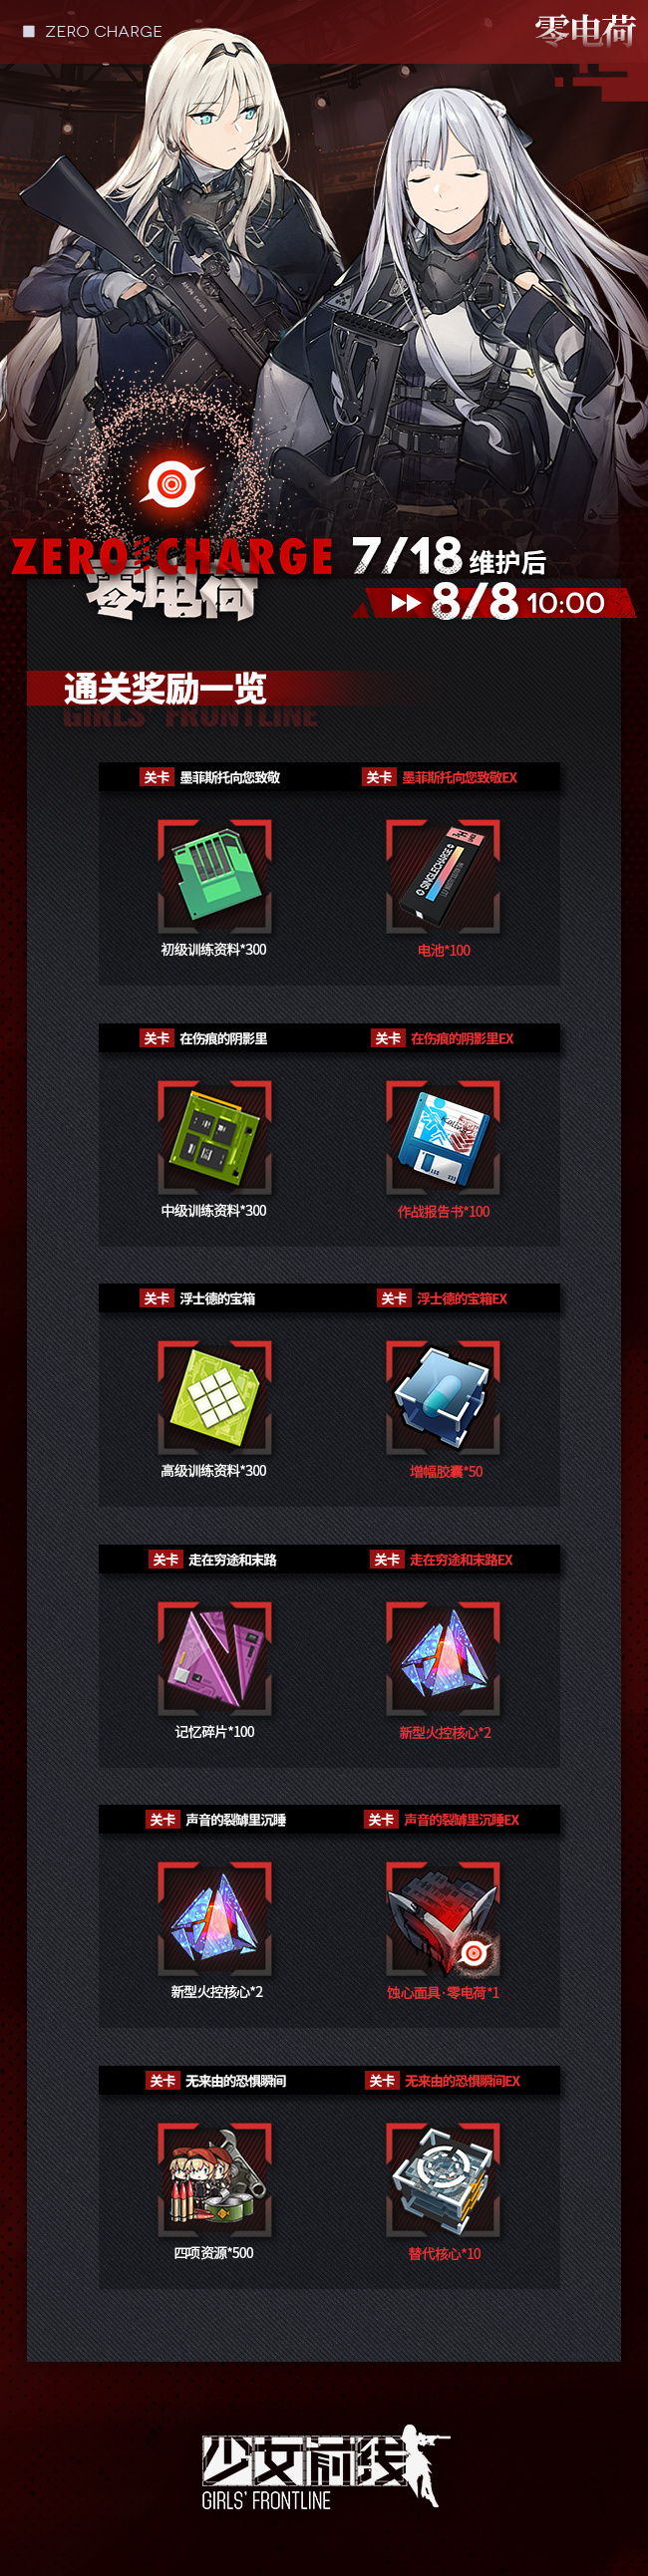 ZERO CHARGE
零电荷
ZERO CHARGE
零电荷
7/18 维护后
8/8 10:00
通关奖励一览
GIRLS' FRONTLINE
关卡 墨菲斯托向您致敬
关卡 墨菲斯托向您致敬EX
SINGLECHARGE
初级训练资料*300
电池*100
关卡 在伤痕的阴影里
关卡 在伤痕的阴影里EX
中级训练资料*300
作战报告书*100
关卡 浮士德的宝箱
关卡 浮士德的宝箱EX
高级训练资料*300
增幅胶囊*50
关卡 走在穷途和末路
关卡 走在穷途和末路EX
记忆碎片*100
新型火控核心*2
关卡 声音的裂罅里沉睡
关卡 声音的裂罅里沉睡EX
新型火控核心*2
蚀心面具·零电荷*1
关卡 无来由的恐惧瞬间
关卡 无来由的恐惧瞬间EX
四项资源*500
替代核心*10
少女前线
GIRLS' FRONTLINE